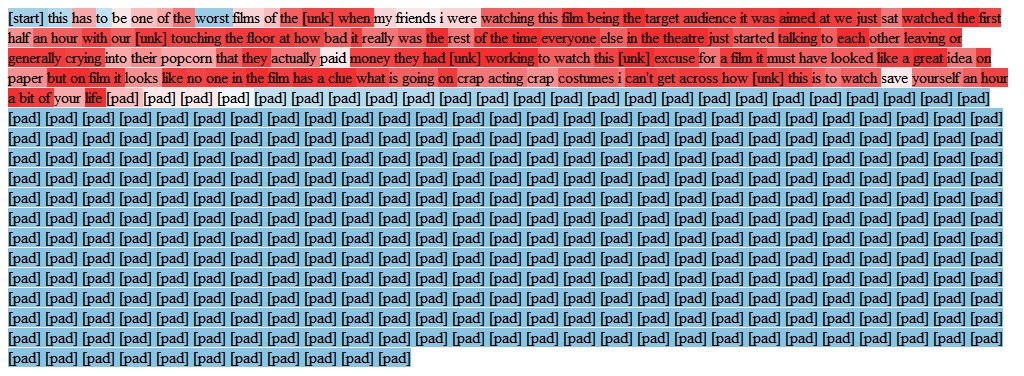 [start] this has to be one of the worst films of the [unk] when my friends i were watching this film being the target audience it was aimed at we just sat watched the first
half an hour with our [unk] touching the floor at how bad it really was the rest of the time everyone else in the theatre just started talking to each other leaving or
generally crying into their popcorn that they actually paid money they had [unk] working to watch this [unk] excuse for a film it must have looked like a great idea on
paper but on film it looks like no one in the film has a clue what is going on crap acting crap costumes i can't get across how [unk] this is to watch save yourself an hour
a bit of your life [pad] [pad] [pad] [pad] [pad] [pad] [pad] [pad] [pad] [pad] [pad] [pad] [pad] [pad] [pad] [pad] [pad] [pad] [pad] [pad] [pad] [pad] [pad] [pad]
[pad] [pad] [pad] [pad] [pad] [pad] [pad] [pad] [pad] [pad] [pad] [pad] [pad] [pad] [pad] [pad] [pad] [pad] [pad] [pad] [pad] [pad] [pad] [pad] [pad] [pad] [pad]
[pad] [pad] [pad] [pad] [pad] [pad] [pad] [pad] [pad] [pad] [pad] [pad] [pad] [pad] [pad] [pad] [pad] [pad] [pad] [pad] [pad] [pad] [pad] [pad] [pad] [pad] [pad]
[pad] [pad] [pad] [pad] [pad] [pad] [pad] [pad] [pad] [pad] [pad] [pad] [pad] [pad] [pad] [pad] [pad] [pad] [pad] [pad] [pad] [pad] [pad] [pad] [pad] [pad] [pad]
[pad] [pad] [pad] [pad] [pad] [pad] [pad] [pad] [pad] [pad] [pad] [pad] [pad] [pad] [pad] [pad] [pad] [pad] [pad] [pad] [pad] [pad] [pad] [pad] [pad] [pad] [pad]
[pad] [pad] [pad] [pad] [pad] [pad] [pad] [pad] [pad] [pad] [pad] [pad] [pad] [pad] [pad] [pad] [pad] [pad] [pad] [pad] [pad] [pad] [pad] [pad] [pad] [pad] [pad]
[pad] [pad] [pad] [pad] [pad] [pad] [pad] [pad] [pad] [pad] [pad] [pad] [pad] [pad] [pad] [pad] [pad] [pad] [pad] [pad] [pad] [pad] [pad] [pad] [pad] [pad] [pad]
[pad] [pad] [pad] [pad] [pad] [pad] [pad] [pad] [pad] [pad] [pad] [pad] [pad] [pad] [pad] [pad] [pad] [pad] [pad] [pad] [pad] [pad] [pad] [pad] [pad] [pad] [pad]
[pad] [pad] [pad] [pad] [pad] [pad] [pad] [pad] [pad] [pad] [pad] [pad] [pad] [pad] [pad] [pad] [pad] [pad] [pad] [pad] [pad] [pad] [pad] [pad] [pad] [pad] [pad]
[pad] [pad] [pad] [pad] [pad] [pad] [pad] [pad] [pad] [pad] [pad] [pad] [pad] [pad] [pad] [pad] [pad] [pad] [pad] [pad] [pad] [pad] [pad] [pad] [pad] [pad] [pad]
[pad] [pad] [pad] [pad] [pad] [pad] [pad] [pad] [pad] [pad] [pad] [pad] [pad] [pad] [pad] [pad] [pad] [pad] [pad] [pad] [pad] [pad] [pad] [pad] [pad] [pad] [pad]
[pad] [pad] [pad] [pad] [pad] [pad] [pad] [pad] [pad] [pad] [pad] [pad] [pad] [pad] [pad] [pad] [pad] [pad] [pad] [pad] [pad] [pad] [pad] [pad] [pad] [pad] [pad]
[pad] [pad] [pad] [pad] [pad] [pad] [pad] [pad] [pad] [pad] [pad] [pad] [pad] [pad] [pad] [pad] [pad] [pad] [pad] [pad] [pad] [pad] [pad] [pad] [pad] [pad] [pad]
[pad] [pad] [pad] [pad] [pad] [pad] [pad] [pad] [pad] [pad] [pad]